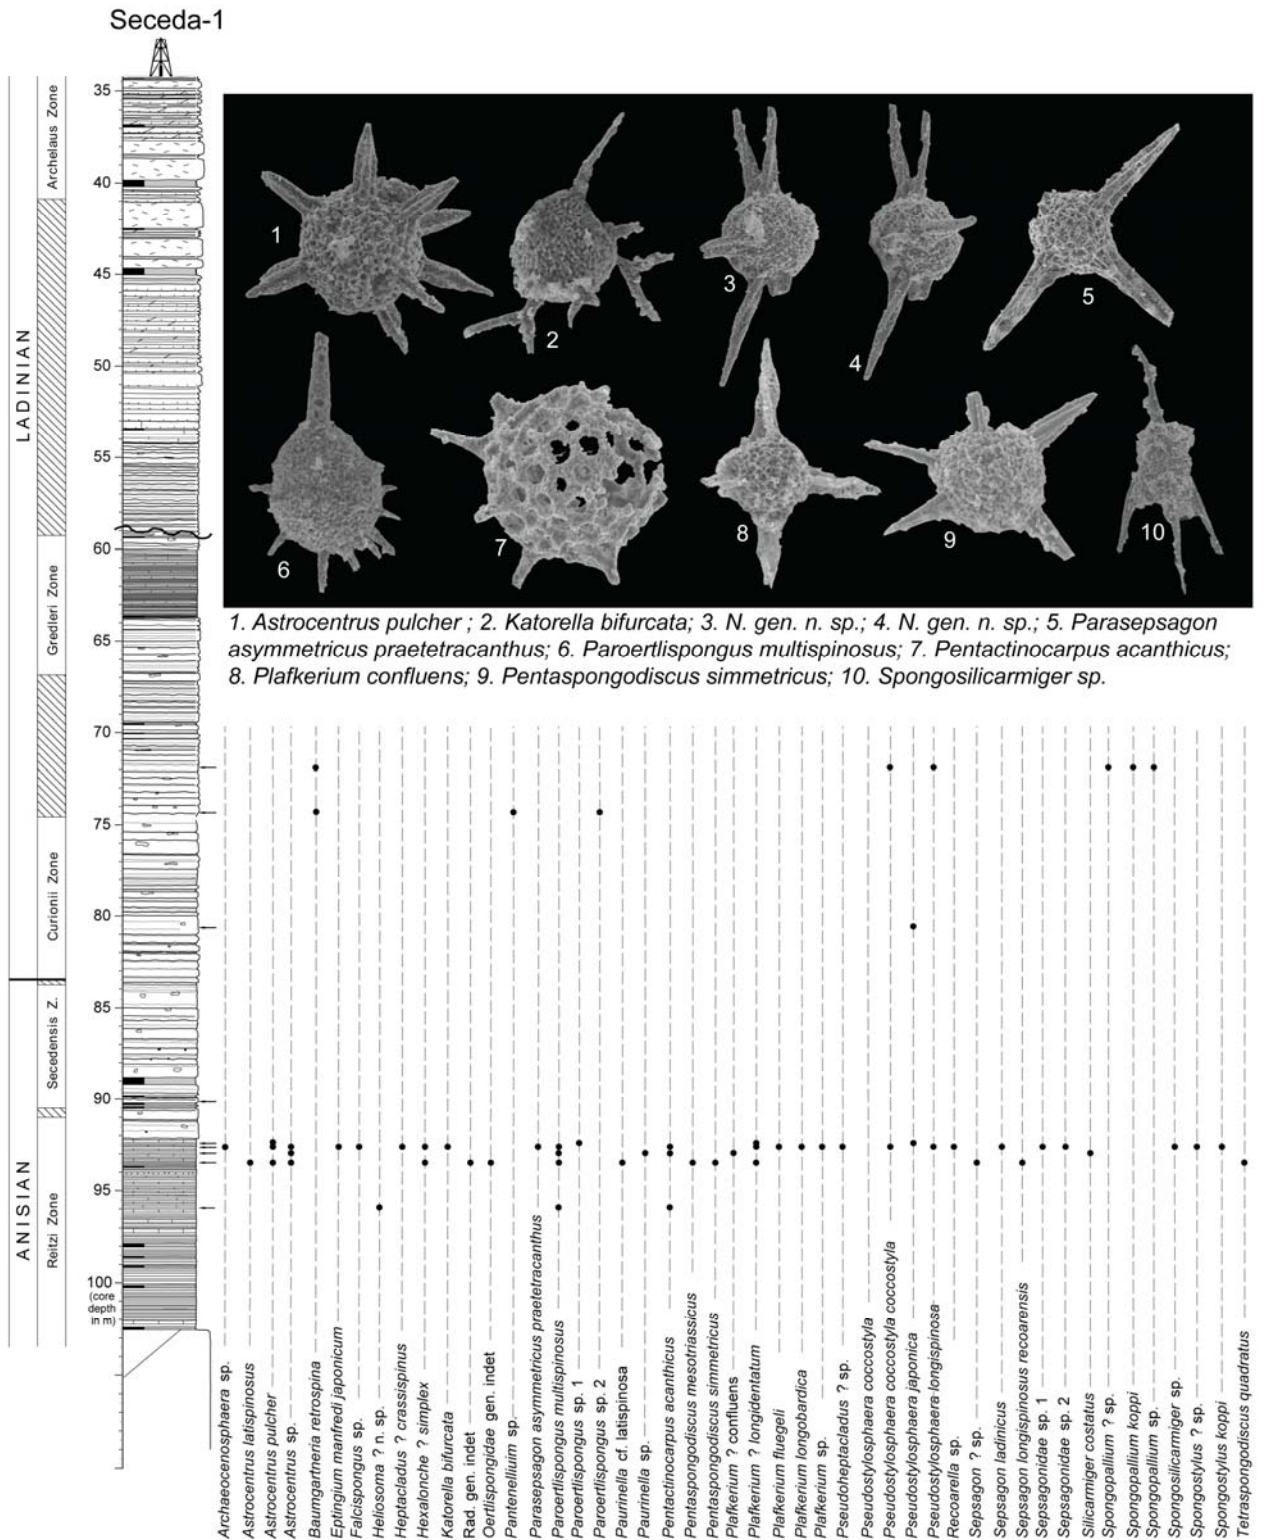 Seceda-1
LADINIAN
ANISIAN
Archelaus Zone
Gredleri Zone
Curionii Zone
Secedensis Z.
Reitzi Zone
35
40
45
50
55
60
65
70
75
80
85
90
95
100
(core
depth
in m)
1
2
3
4
5
6
7
8
9
10
1. Astrocentrus pulcher ; 2. Katorella bifurcata; 3. N. gen. n. sp.; 4. N. gen. n. sp.; 5. Parasepsagon
asymmetricus praetetracanthus; 6. Paroertlispongus multispinosus; 7. Pentactinocarpus acanthicus;
8. Plafkerium confluens; 9. Pentaspongodiscus simmetricus; 10. Spongosilicarmiger sp.
Archaeocenosphaera sp.
Astrocentrus latispinosus
Astrocentrus pulcher
Astrocentrus sp.
Baumgartneria retrospina
Eptingium manfredi japonicum
Falcispongus sp.
Heliosoma ? n. sp.
Heptacladus ? crassispinus
Hexalonche ? simplex
Katorella bifurcata
Rad. gen. indet
Oertlispongidae gen. indet
Pantenelliuim sp.
Parasepsagon asymmetricus praetetracanthus
Paroertlispongus multispinosus
Paroertlispongus sp. 1
Paroertlispongus sp. 2
Paurinella cf. latispinosa
Paurinella sp.
Pentactinocarpus acanthicus
Pentaspongodiscus mesotriassicus
Pentaspongodiscus simmetricus
Plafkerium ? confluens
Plafkerium ? longidentatum
Plafkerium fluegeli
Plafkerium longobardica
Plafkerium sp.
Pseudoheptacladus ? sp.
Pseudostylosphaera coccostyla
Pseudostylosphaera coccostyla coccostyla
Pseudostylosphaera japonica
Pseudostylosphaera longispinosa
Recoarella sp.
Sepsagon ? sp.
Sepsagon ladinicus
Sepsagon longispinosus recoarensis
Sepsagonidae sp. 1
Sepsagonidae sp. 2
Silicarmiger costatus
Spongopallium ? sp.
Spongopallium koppi
Spongopallium sp.
Spongosilicarmiger sp.
Spongostylus ? sp.
Spongostylus koppi
Tetraspongodiscus quadratus